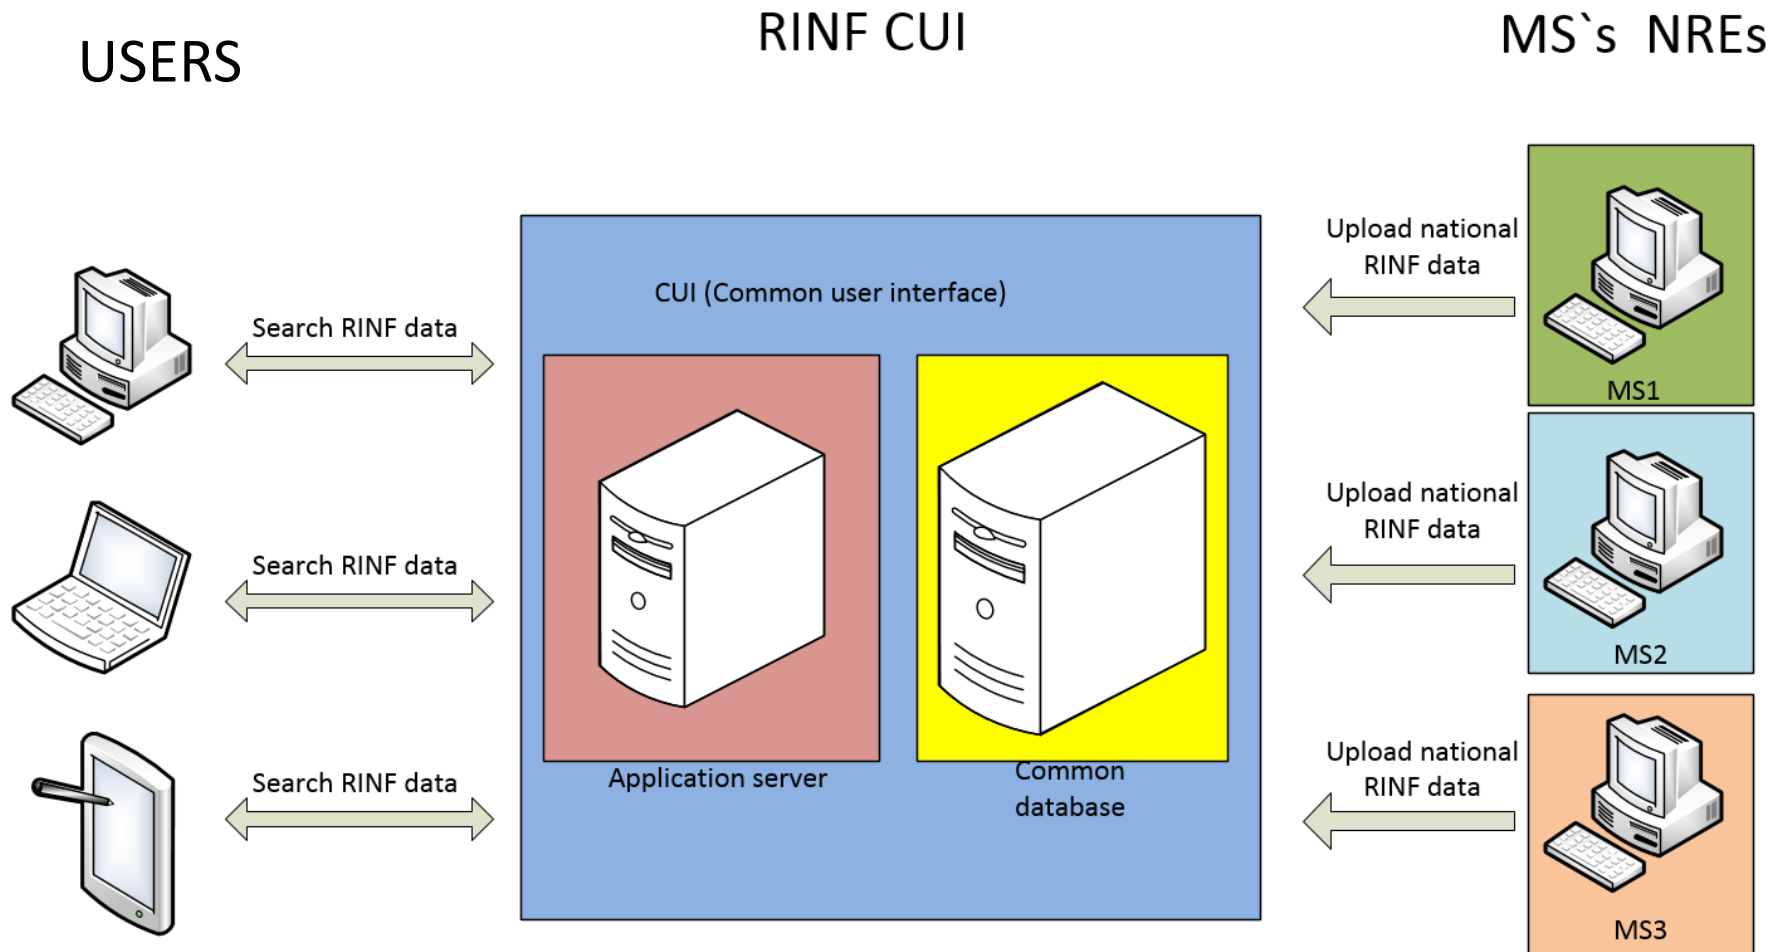 USERS
RINF CUI
MS`s NREs
CUI (Common user interface)
Search RINF data
Search RINF data
Search RINF data
Application server
Common
database
Upload national
RINF data
MS1
Upload national
RINF data
MS2
Upload national
RINF data
MS3